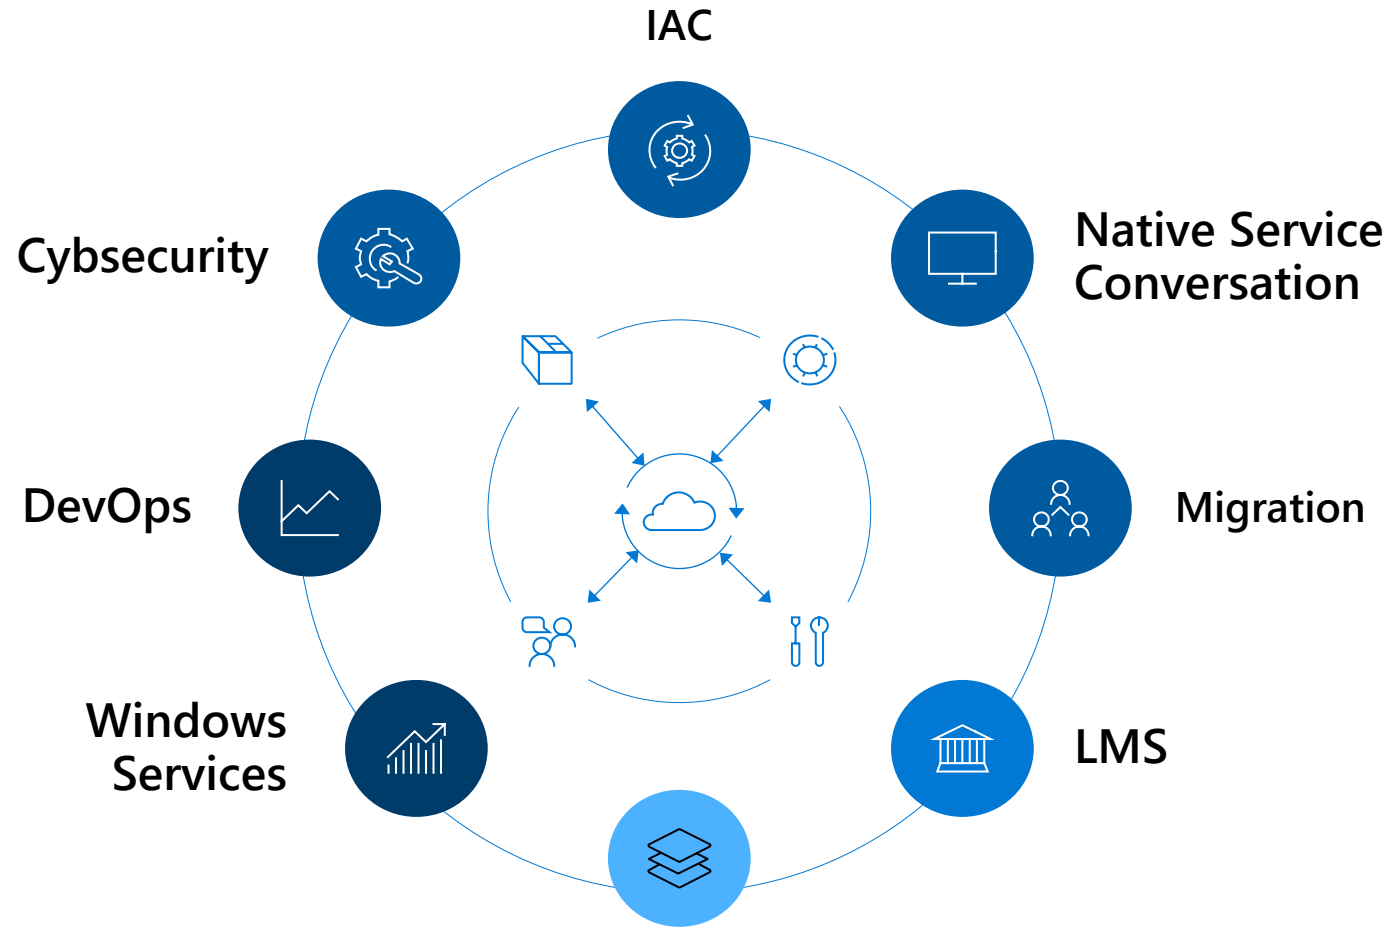 IAC
Cybsecurity
Native Service
Conversation
DevOps
Migration
Windows
Services
LMS